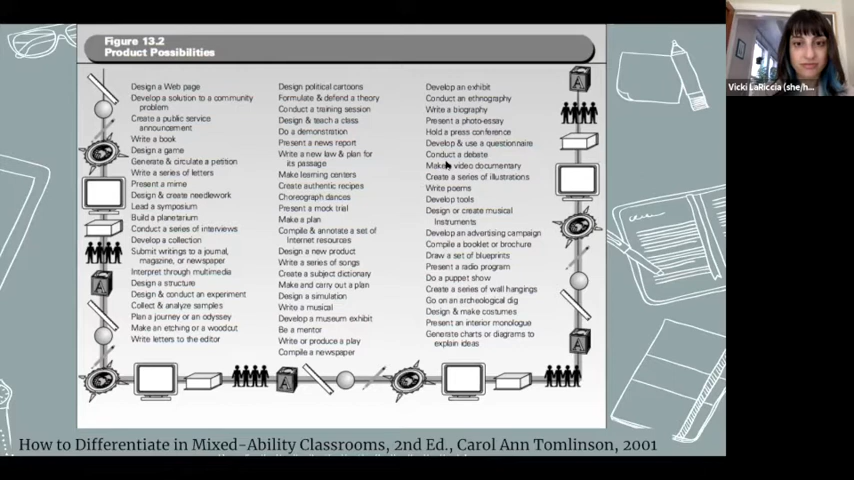 Figure 13.2
Product Possibilities
Design a Web page
Develop a solution to a community
problem
Create a public service
announcement
Write a book
Design a game
Generate & circulate a petition
Write a series of letters
Present a mime
Design & create needlework
Lead a symposium
Build a planetarium
Conduct a series of interviews
Develop a collection
Submit writings to a journal,
magazine, or newspaper
Interpret through multimedia
Design a structure
Design & conduct an experiment
Collect & analyze samples
Plan a journey or an odyssey
Make an etching or a woodcut
Write letters to the editor
Design political cartoons
Formulate & defend a theory
Conduct a training session
Design & teach a class
Do a demonstration
Present a news report
Write a new law & plan for
its passage
Make learning centers
Create authentic recipes
Choreograph dances
Present a mock trial
Make a plan
Compile & annotate a set of
Internet resources
Design a new product
Write a series of songs
Create a subject dictionary
Make and carry out a plan
Design a simulation
Write a musical
Develop a museum exhibit
Be a mentor
Write or produce a play
Compile a newspaper
Develop an exhibit
Conduct an ethnography
Write a biography
Present a photo-essay
Hold a press conference
Develop & use a questionnaire
Conduct a debate
Make a video documentary
Create a series of illustrations
Write poems
Develop tools
Design or create musical
Instruments
Develop an advertising campaign
Compile a booklet or brochure
Draw a set of blueprints
Present a radio program
Do a puppet show
Create a series of wall hangings
Go on an archeological dig
Design & make costumes
Present an interior monologue
Generate charts or diagrams to
explain ideas
A
A
A
A
How to Differentiate in Mixed-Ability Classrooms, 2nd Ed., Carol Ann Tomlinson, 2001
Vicki LaRiccia (she/h...